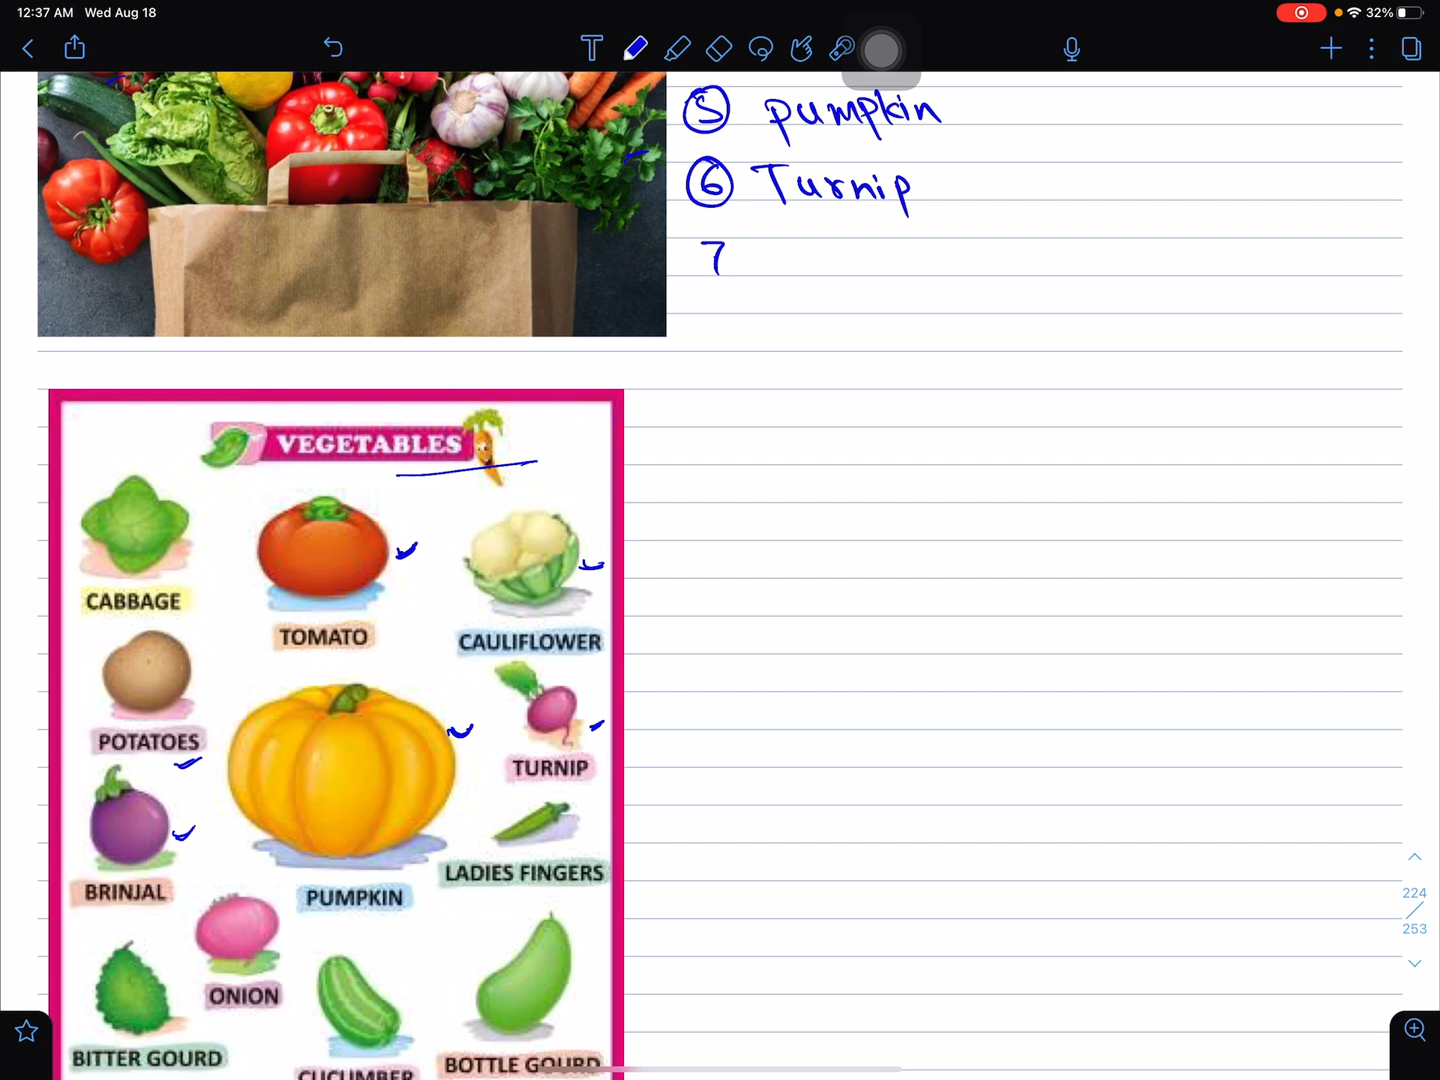 12:37 AM Wed Aug 18
32%
5 pumpkin
6 Turnip
7
VEGETABLES
CABBAGE
TOMATO
CAULIFLOWER
POTATOES
TURNIP
BRINJAL
PUMPKIN
LADIES FINGERS
ONION
BITTER GOURD
CUCUMBER
BOTTLE GOURD
224
253